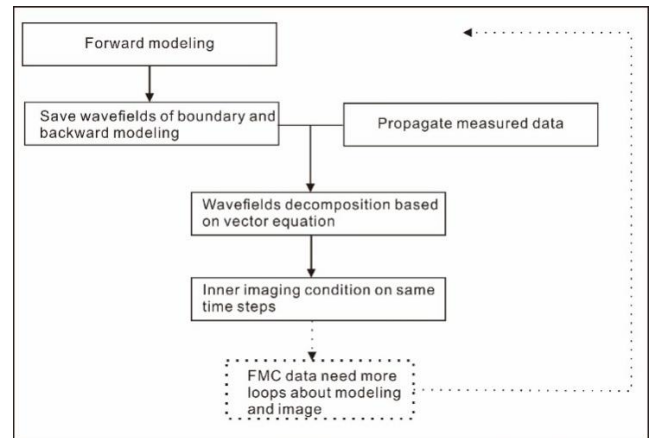 Forward modeling
Save wavefields of boundary and
backward modeling
Propagate measured data
Wavefields decomposition based
on vector equation
Inner imaging condition on same
time steps
FMC data need more
loops about modeling
and image